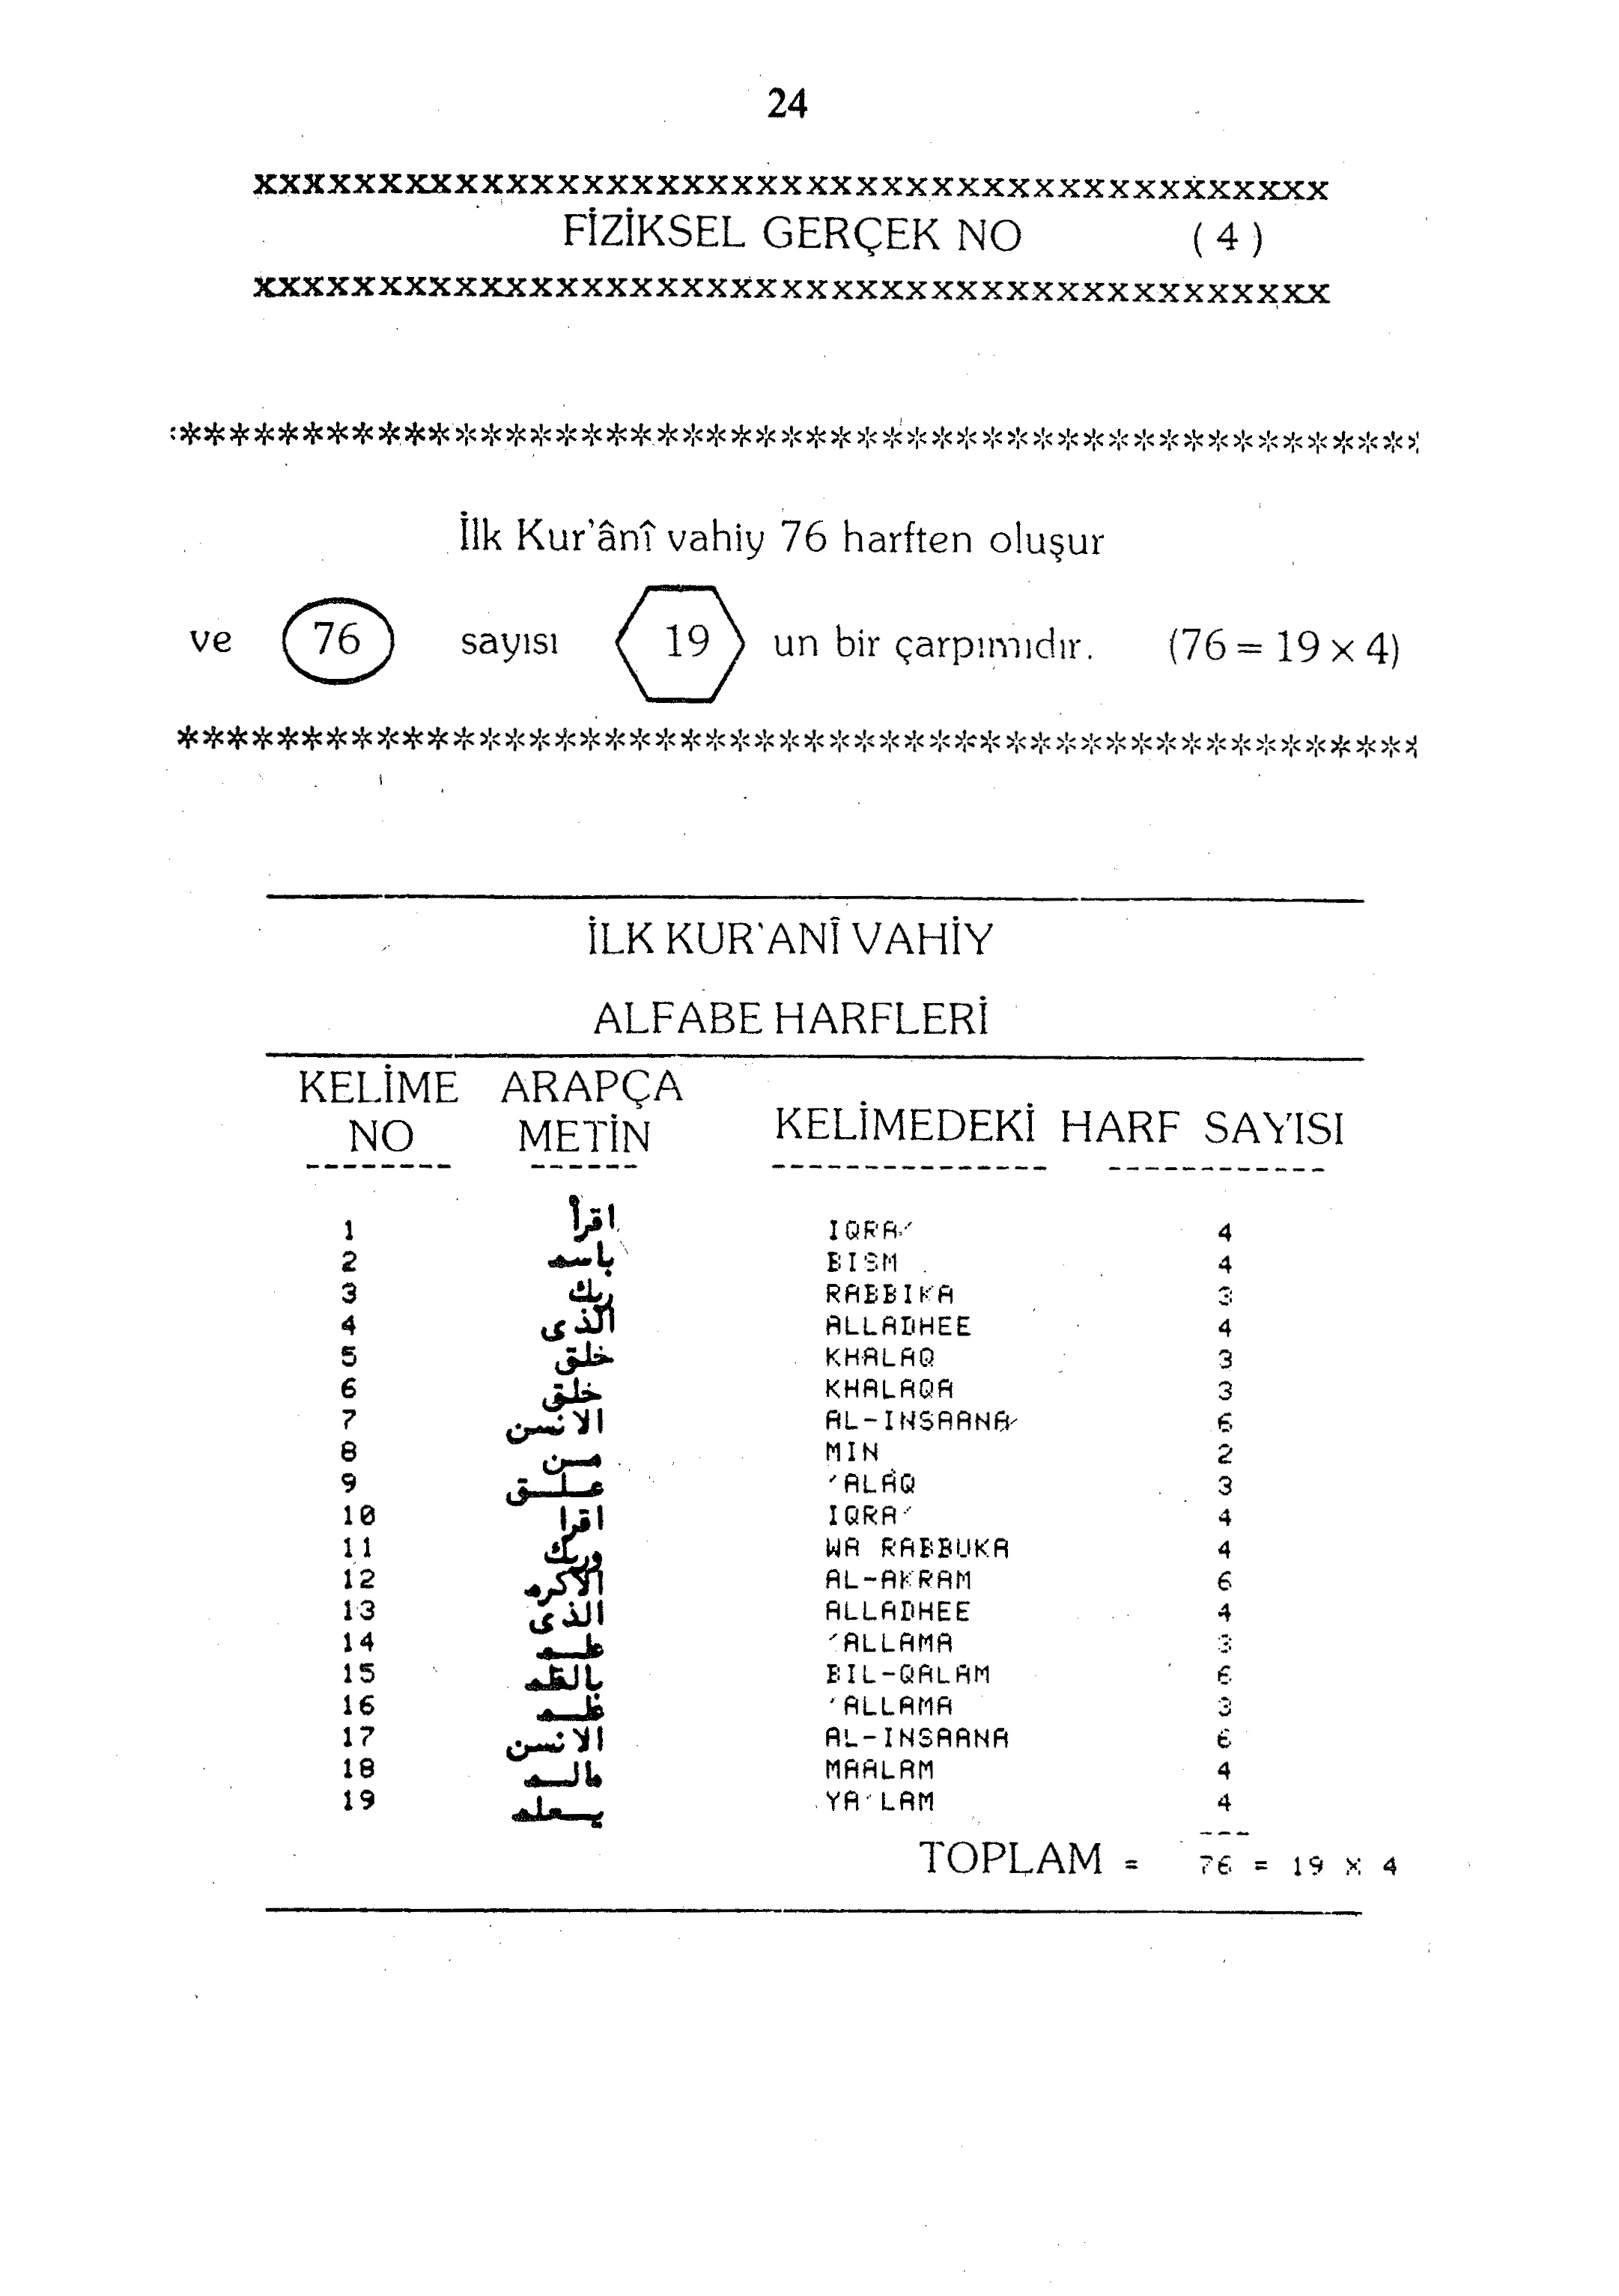 24
xxxxxxxxxxxxxxxxxxxxxxxxxxxxxxxxxxxxxxxxxxx
FİZİKSEL GERÇEK NO (4)
xxxxxxxxxxxxxxxxxxxxxxxxxxxxxxxxxxxxxxxxxxx
**************************************************
İlk Kur'ânî vahiy 76 harften oluşur
ve 76 sayısı 19 un bir çarpımıdır. (76 = 19 x 4)
**************************************************
İLK KUR'ANÎ VAHİY
ALFABE HARFLERİ
KELİME NO ARAPÇA METİN KELİMEDEKİ HARF SAYISI
1 اقرأ IQRA' 4
2 باسم BISM 4
3 ربك RABBIKA 3
4 الذى ALLADHEE 4
5 خلق KHALAQ 3
6 خلق KHALAQA 3
7 الانسن AL-INSAANA' 6
8 من MIN 2
9 علق 'ALAQ 3
10 اقرا IQRA' 4
11 وربك WA RABBUKA 4
12 الاكرم AL-AKRAM 6
13 الذى ALLADHEE 4
14 علم 'ALLAMA 3
15 بالقلم BIL-QALAM 6
16 علم 'ALLAMA 3
17 الانسن AL-INSAANA 6
18 مالم MAALAM 4
19 يعلم YA'LAM 4
---
TOPLAM = 76 = 19 X 4